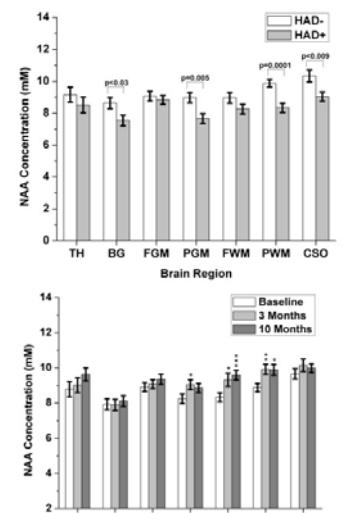 14
HAD-
HAD+
p<0.009
12
p<0.03
p=0.005
p=0.0001
10
8
6
4
2
0
NAA Concentration (mM)
TH BG FGM PGM FWM PWM CSO
Brain Region
14
Baseline
3 Months
10 Months
12
10
8
6
4
2
NAA Concentration (mM)